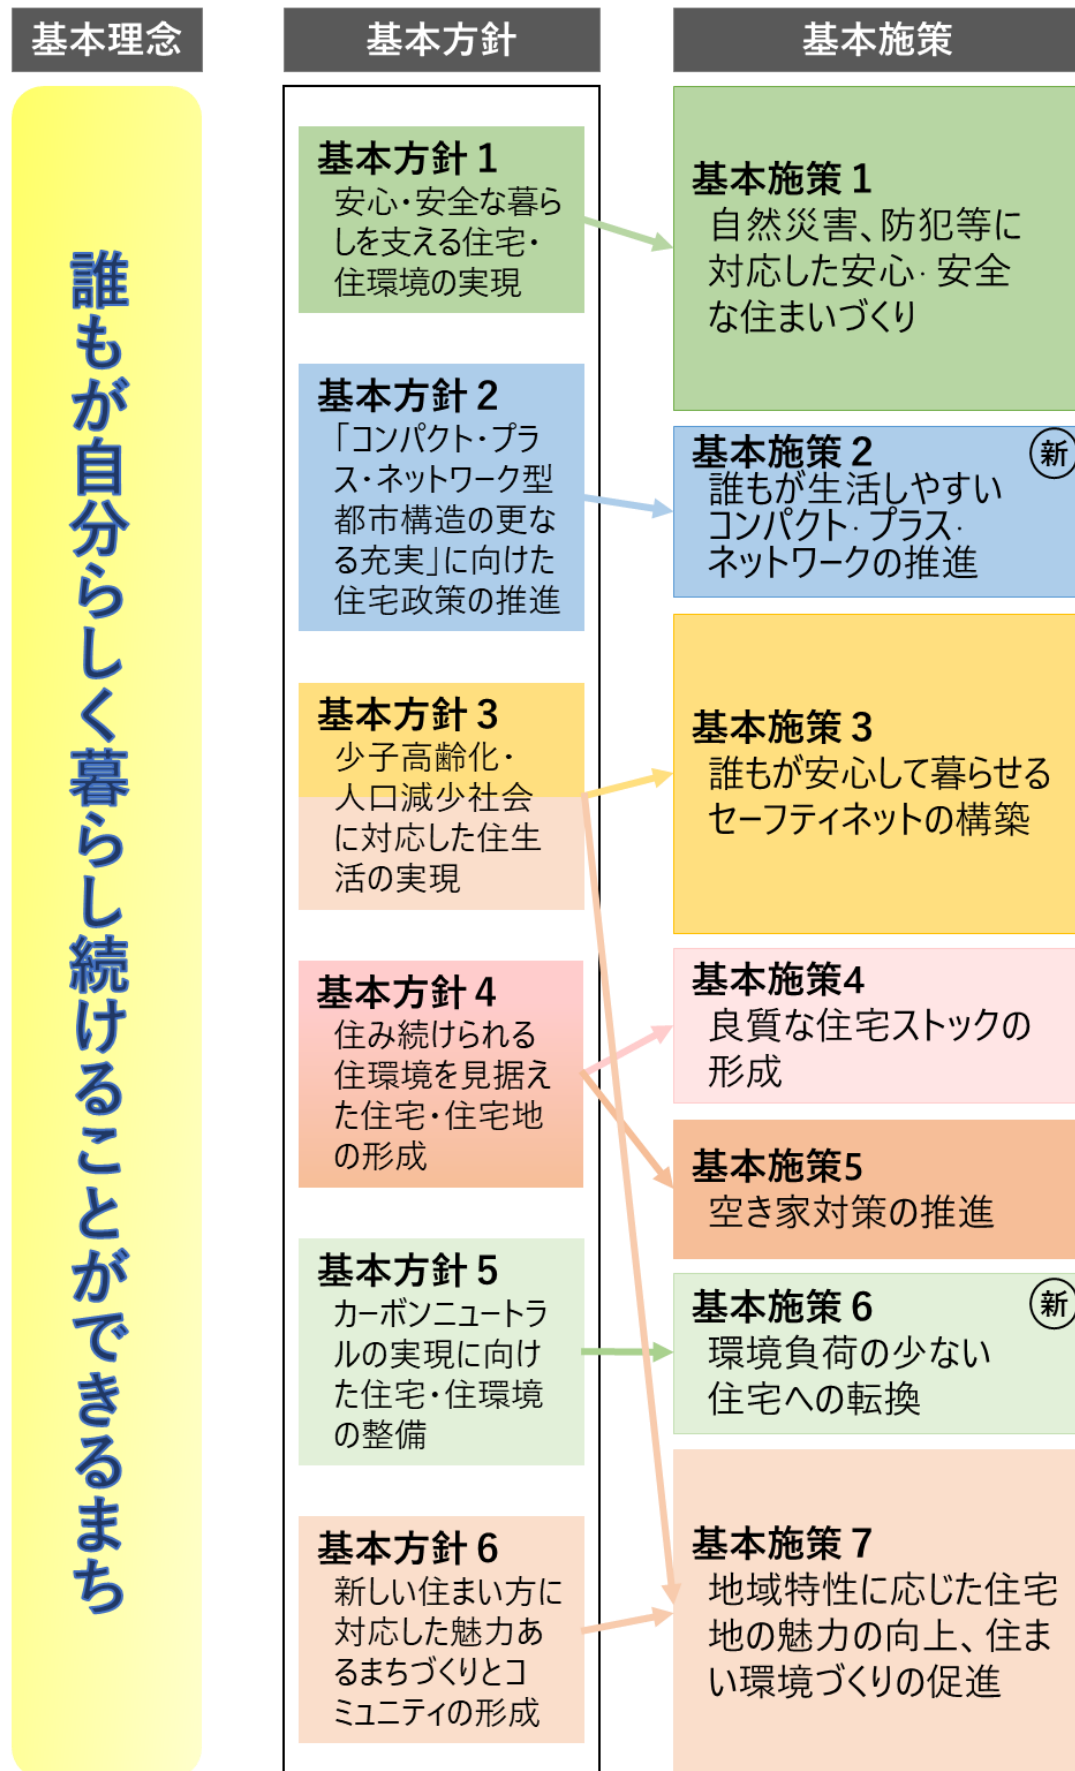 基本理念
誰もが自分らしく暮らし続けることができるまち
基本方針
基本方針1
安心・安全な暮ら
しを支える住宅・
住環境の実現
基本方針2
「コンパクト・プラ
ス・ネットワーク型
都市構造の更な
る充実」に向けた
住宅政策の推進
基本方針3
少子高齢化・
人口減少社会
に対応した住生
活の実現
基本方針4
住み続けられる
住環境を見据え
た住宅・住宅地
の形成
基本方針5
カーボンニュートラ
ルの実現に向け
た住宅・住環境
の整備
基本方針6
新しい住まい方に
対応した魅力あ
るまちづくりとコ
ミュニティの形成
基本施策
基本施策1
自然災害、防犯等に
対応した安心・安全
な住まいづくり
基本施策2
新
誰もが生活しやすい
コンパクト・プラス・
ネットワークの推進
基本施策3
誰もが安心して暮らせる
セーフティネットの構築
基本施策4
良質な住宅ストックの
形成
基本施策5
空き家対策の推進
基本施策6
新
環境負荷の少ない
住宅への転換
基本施策7
地域特性に応じた住宅
地の魅力の向上、住ま
い環境づくりの促進